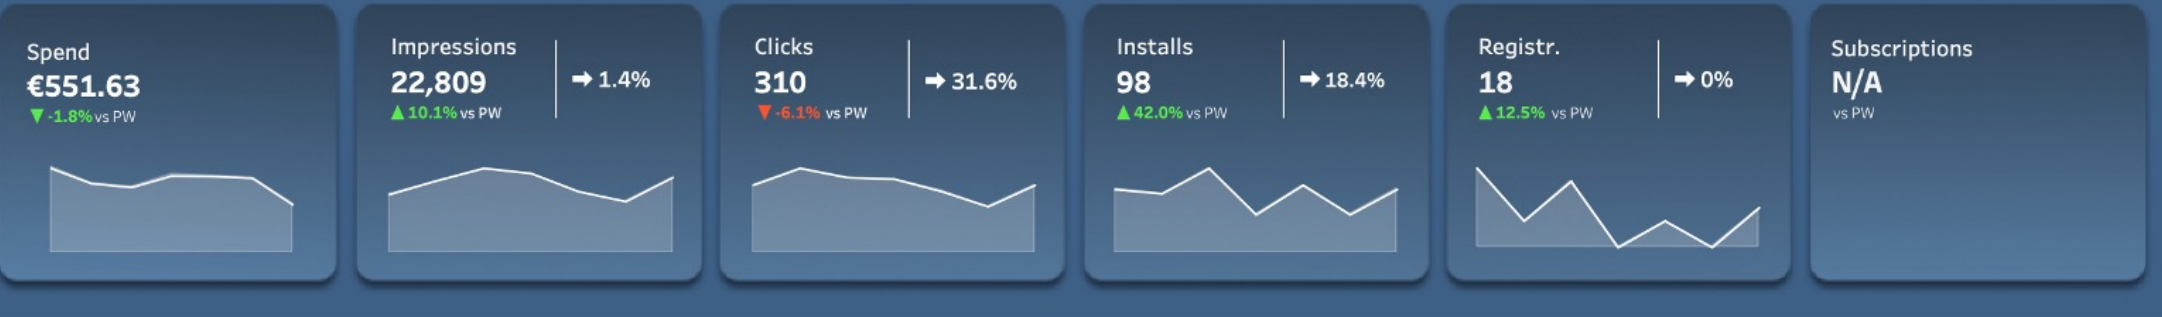 Spend
€551.63
▼ -1.8% vs PW
Impressions
22,809
▲ 10.1% vs PW
➡ 1.4%
Clicks
310
▼ -6.1% vs PW
➡ 31.6%
Installs
98
▲ 42.0% vs PW
➡ 18.4%
Registr.
18
▲ 12.5% vs PW
➡ 0%
Subscriptions
N/A
vs PW